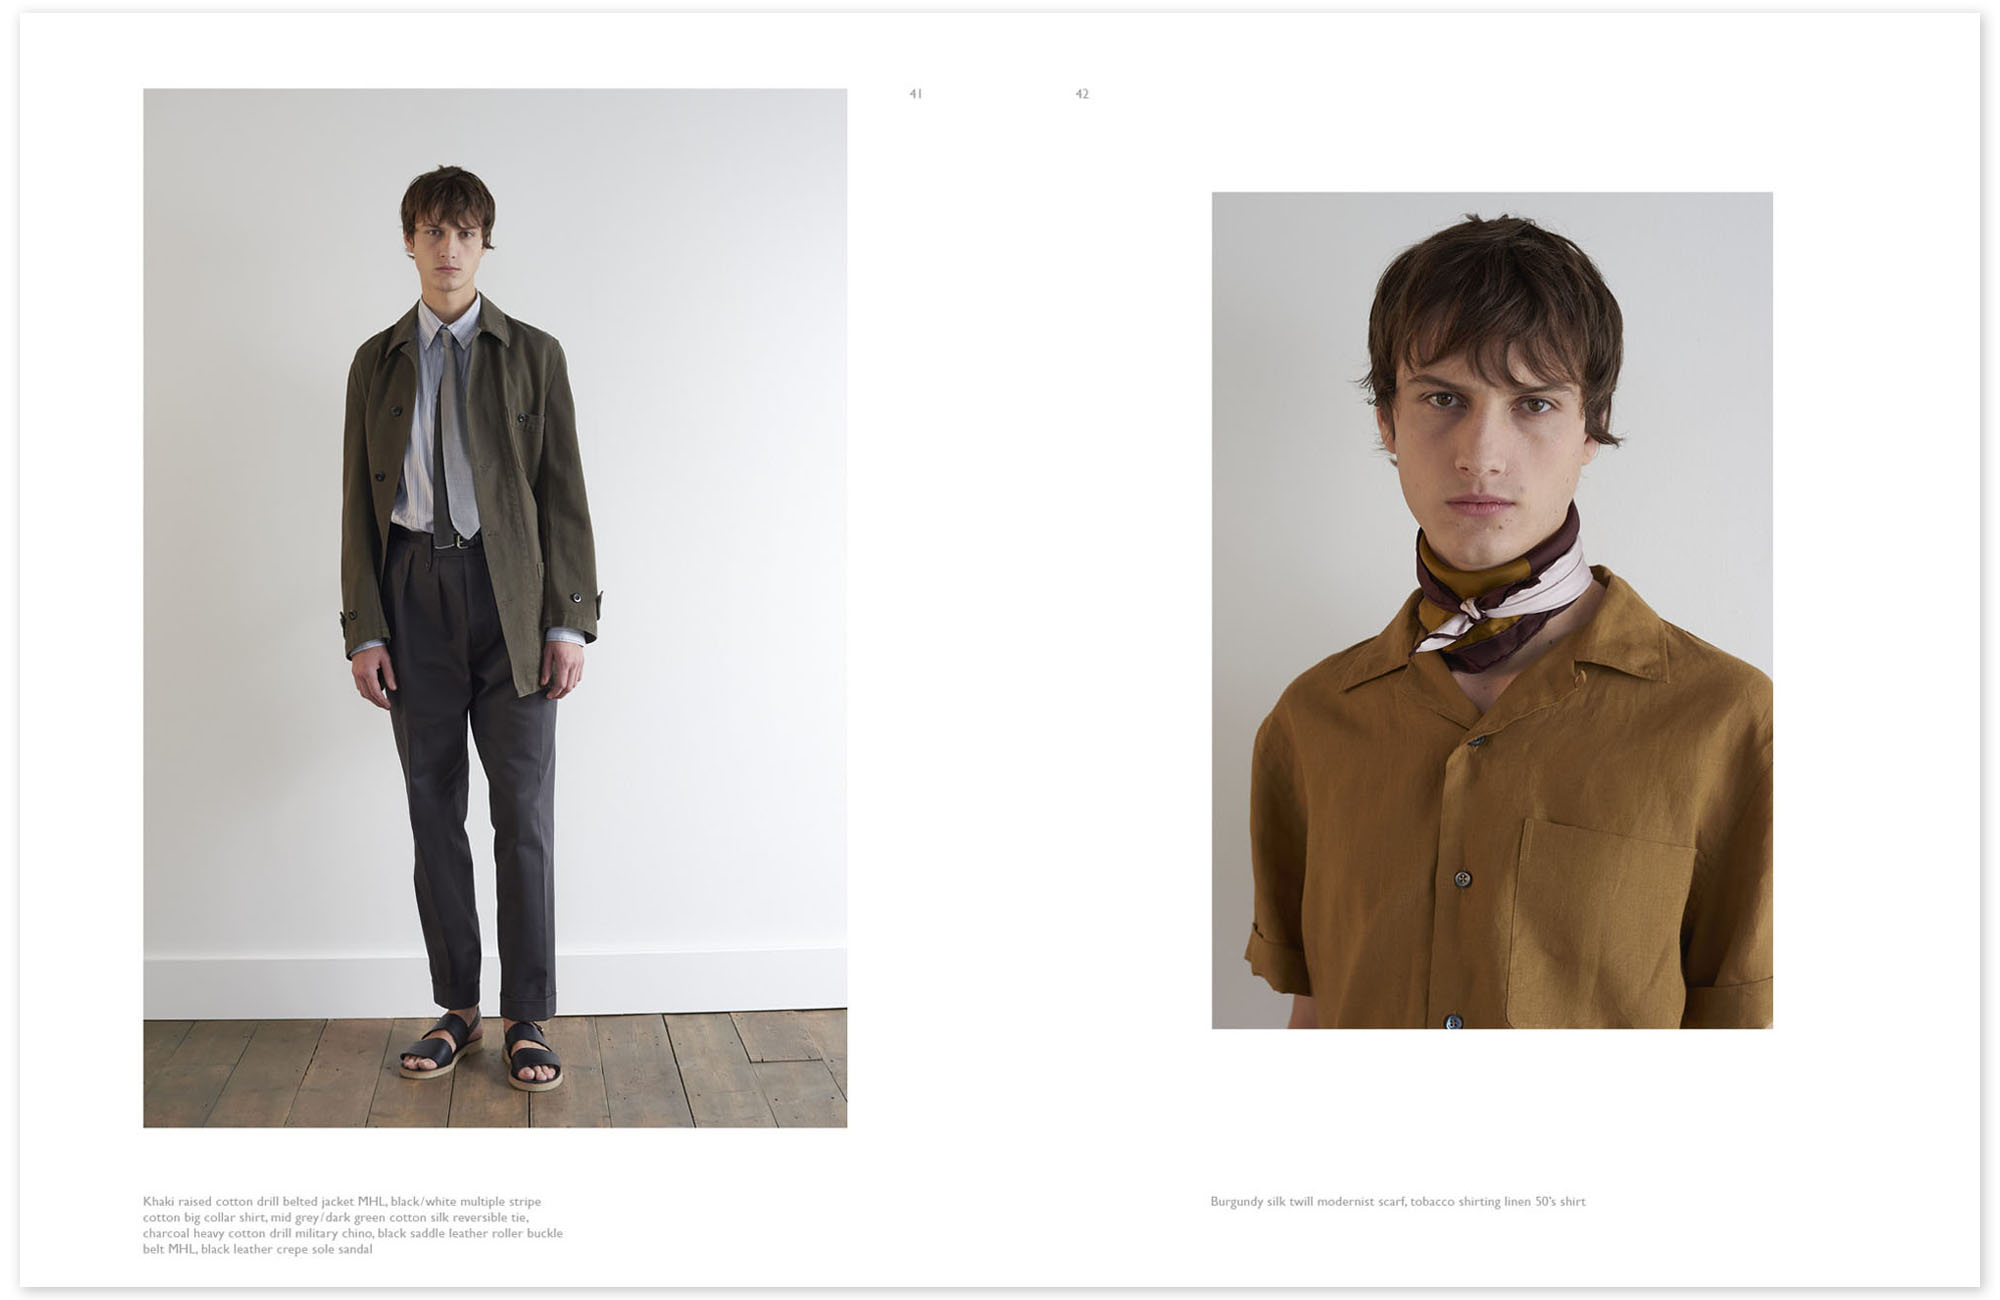 41
42
Khaki raised cotton drill belted jacket MHL, black/white multiple stripe
cotton big collar shirt, mid grey/dark green cotton silk reversible tie,
charcoal heavy cotton drill military chino, black saddle leather roller buckle
belt MHL, black leather crepe sole sandal
Burgundy silk twill modernist scarf, tobacco shirting linen 50's shirt